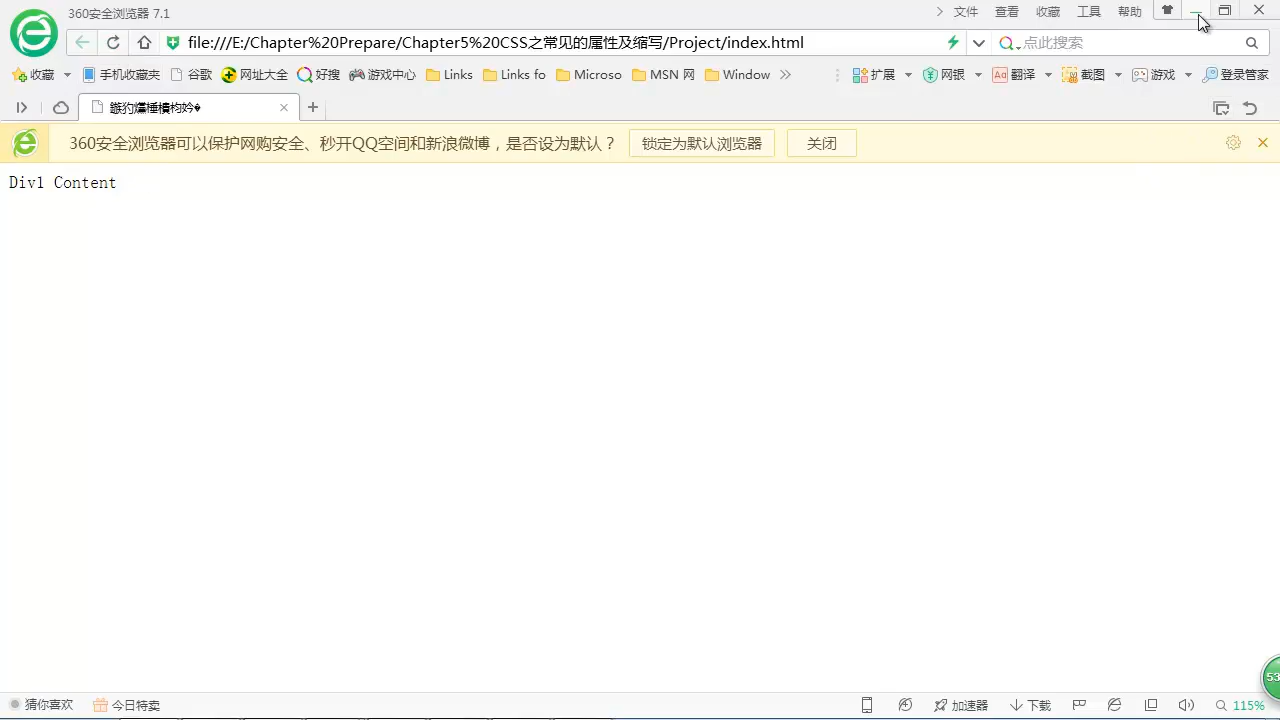 360安全浏览器 7.1
文件 查看 收藏 工具 帮助
file:///E:/Chapter%20Prepare/Chapter5%20CSS之常见的属性及缩写/Project/index.html
点此搜索
收藏 手机收藏夹 谷歌 网址大全 好搜 游戏中心 Links Links fo Microso MSN 网 Window 扩展 网银 翻译 截图 游戏 登录管家
360安全浏览器可以保护网购安全、秒开QQ空间和新浪微博，是否设为默认？ 锁定为默认浏览器 关闭
Div1 Content
53
猜你喜欢 今日特卖 加速器 下载 115%